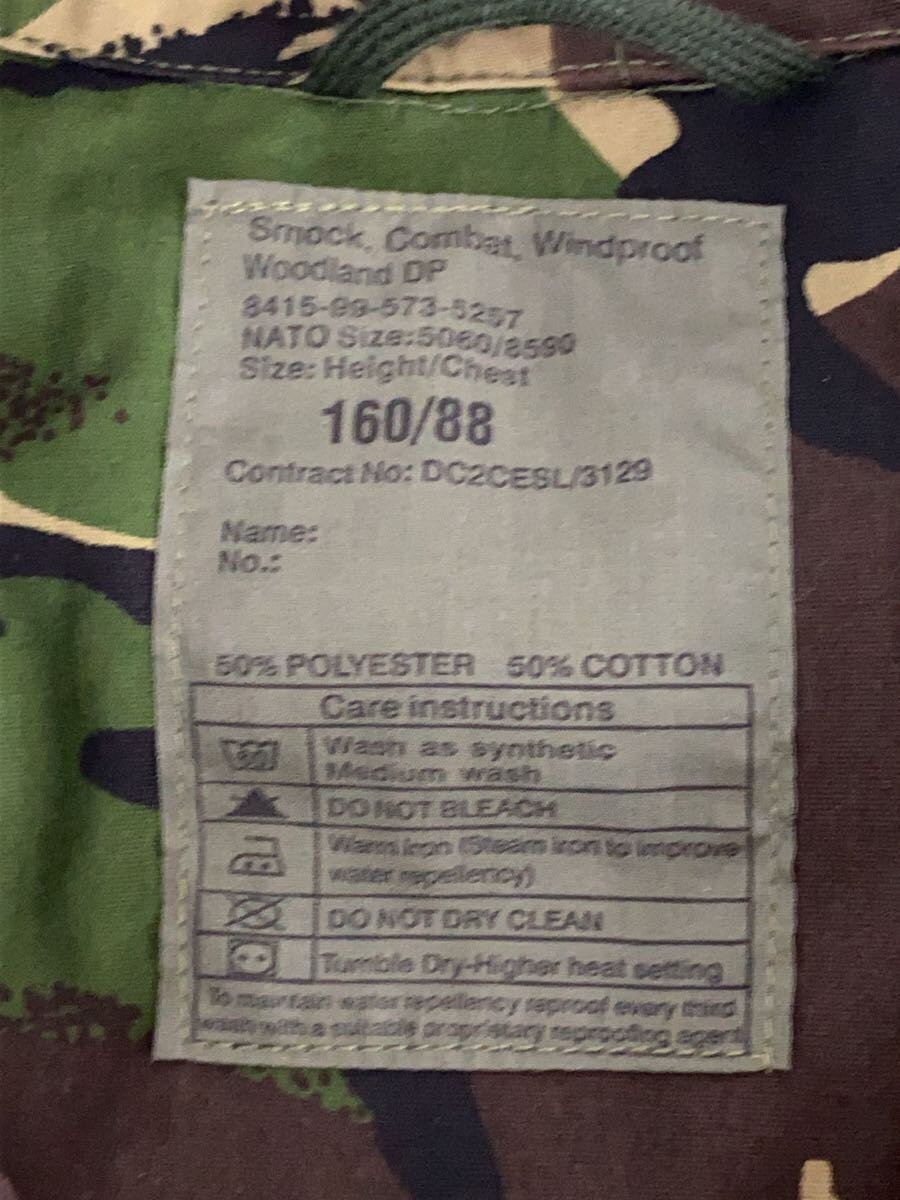 Smock, Combat, Windproof
Woodland DP
8415-99-573-5257
NATO Size:5060/8590
Size: Height/Chest
160/88
Contract No: DC2CESL/3129
Name:
No.:
50% POLYESTER 50% COTTON
Care instructions
Wash as synthetic
Medium wash
DO NOT BLEACH
Warm Iron (Steam iron to improve
water repellency)
DO NOT DRY CLEAN
Tumble Dry-Higher heat setting
To maintain water repellency reproof every third
wash with a suitable proprietary reproofing agent